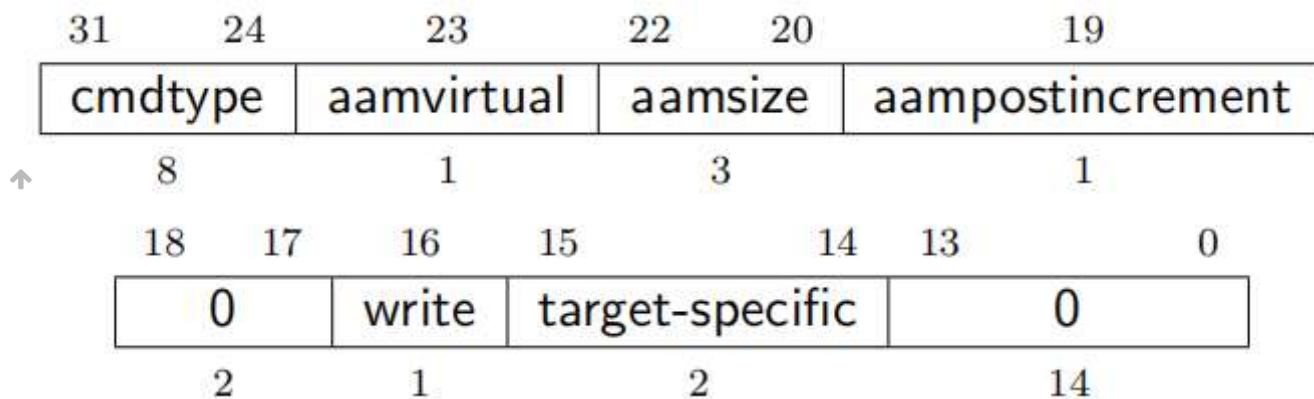 31 24 23 22 20 19
cmdtype aamvirtual aamsize aampostincrement
8 1 3 1
18 17 16 15 14 13 0
0 write target-specific 0
2 1 2 14